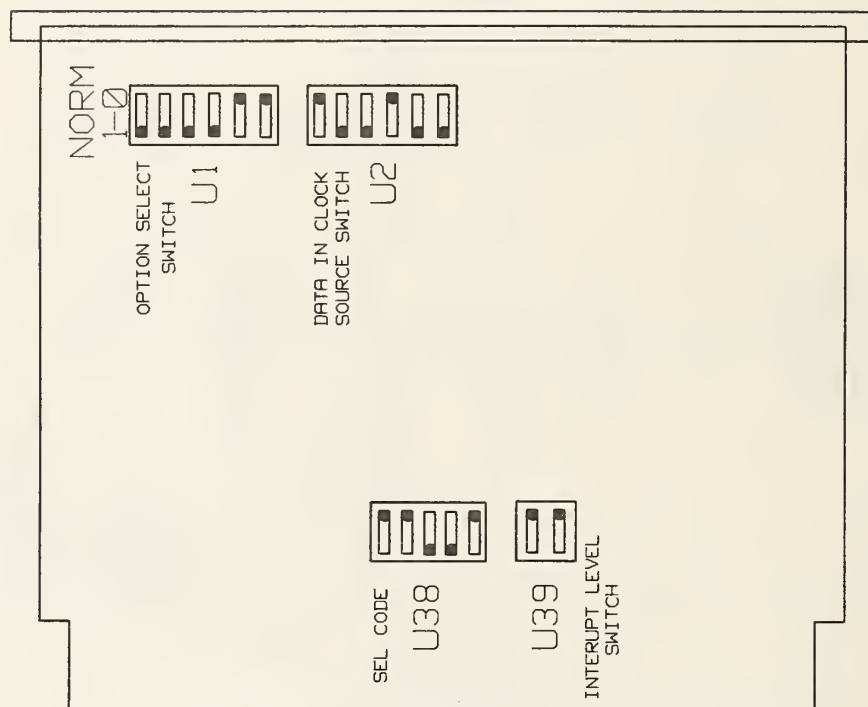 NORM
1-0
OPTION SELECT
SWITCH
U1
DATA IN CLOCK
SOURCE SWITCH
U2
SEL CODE
U38
U39
INTERUPT LEVEL
SWITCH